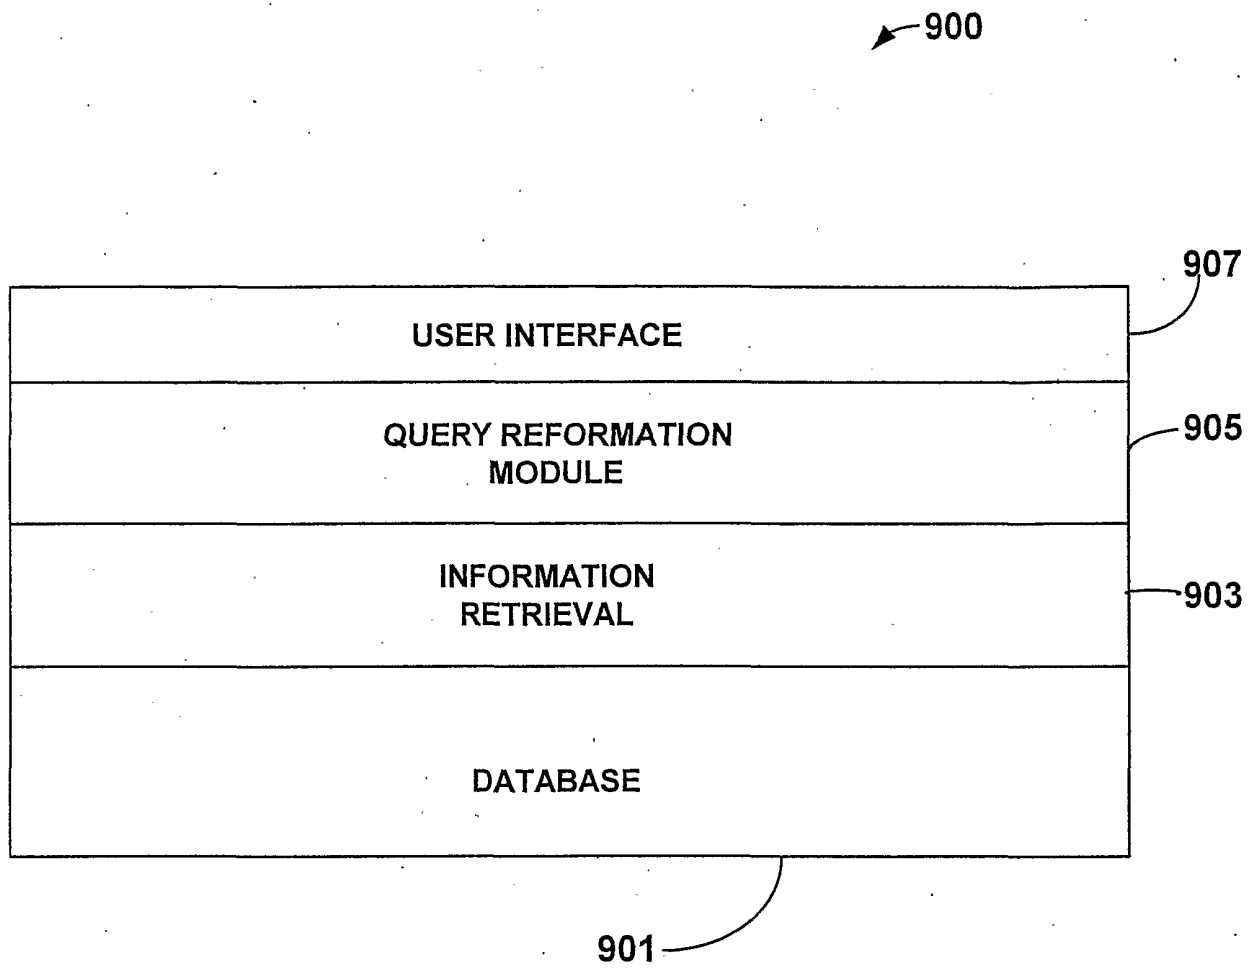 900
907
USER INTERFACE
QUERY REFORMATION
MODULE
905
INFORMATION
RETRIEVAL
903
DATABASE
901